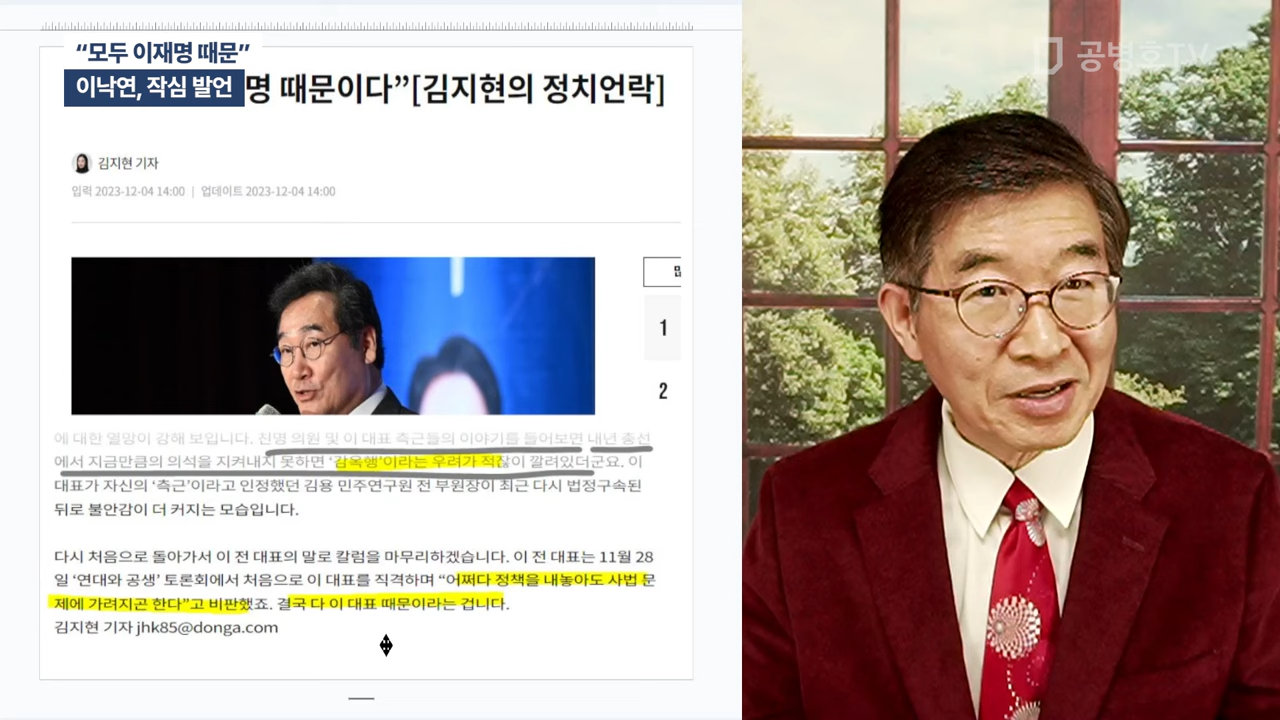 “모두 이재명 때문”
이낙연, 작심 발언
명 때문이다”[김지현의 정치언락]
공병호TV
김지현 기자
입력 2023-12-04 14:00 | 업데이트 2023-12-04 14:00
1
2
에 대한 열망이 강해 보입니다. 친명 의원 및 이 대표 측근들의 이야기를 들어보면 내년 총선
에서 지금만큼의 의석을 지켜내지 못하면 ‘감옥행’이라는 우려가 적잖이 깔려있더군요. 이
대표가 자신의 ‘측근’이라고 인정했던 김용 민주연구원 전 부원장이 최근 다시 법정구속된
뒤로 불안감이 더 커지는 모습입니다.
다시 처음으로 돌아가서 이 전 대표의 말로 칼럼을 마무리하겠습니다. 이 전 대표는 11월 28
일 ‘연대와 공생’ 토론회에서 처음으로 이 대표를 직격하며 “어쩌다 정책을 내놓아도 사법 문
제에 가려지곤 한다”고 비판했죠. 결국 다 이 대표 때문이라는 겁니다.
김지현 기자 jhk85@donga.com